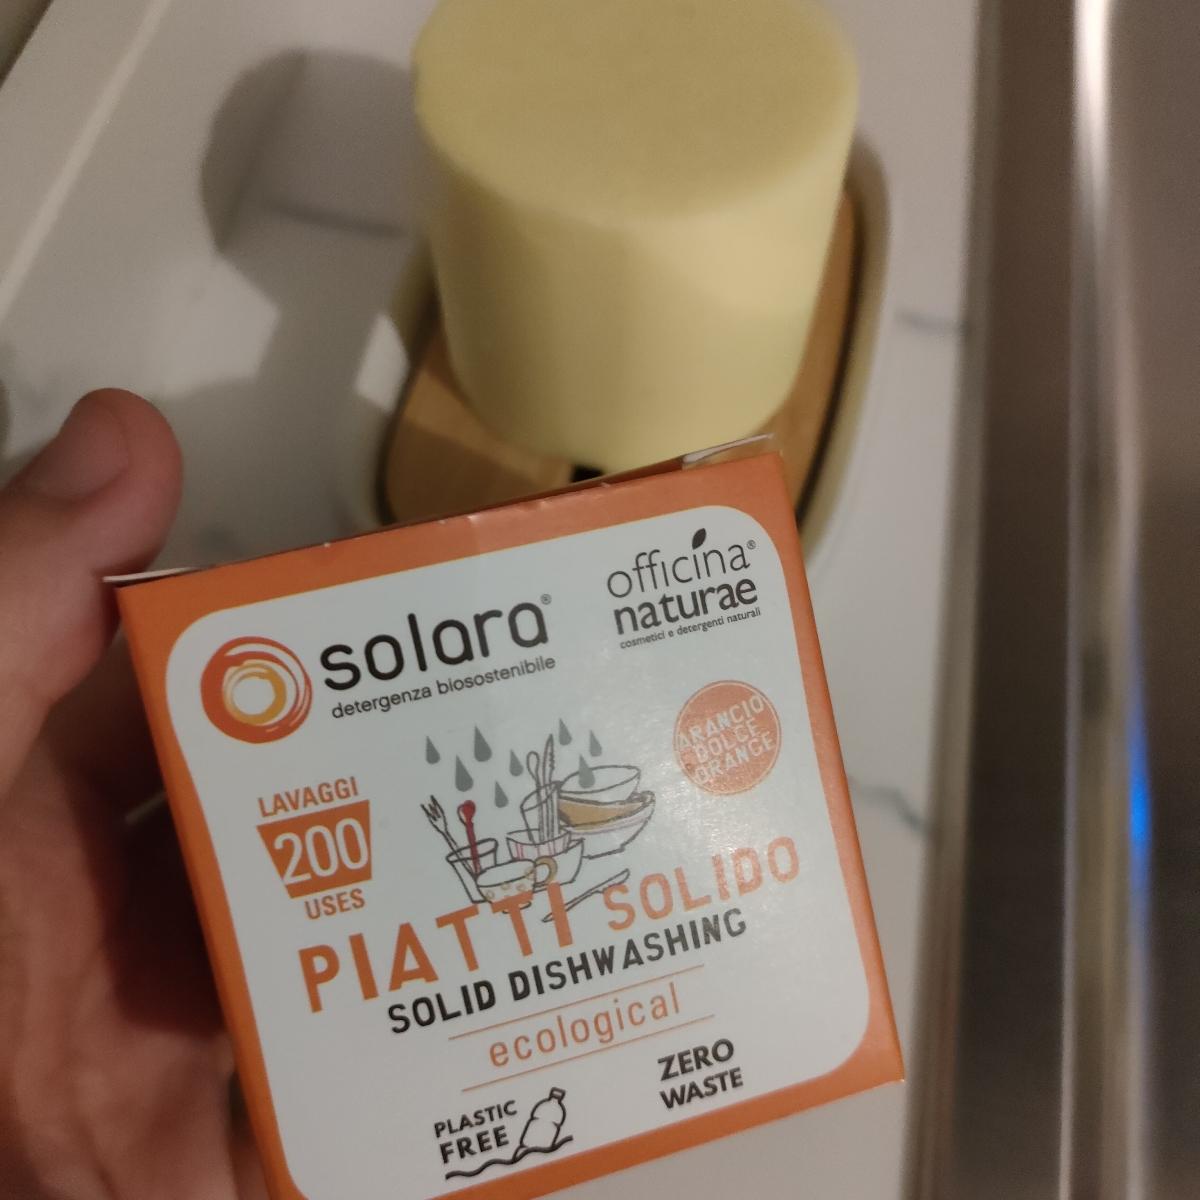 solara®
detergenza biosostenibile
officina®
naturae
cosmetici e detergenti naturali
ARANCIO
DOLCE
ORANGE
LAVAGGI
200
USES
PIATTI SOLIDO
SOLID DISHWASHING
ecological
PLASTIC
FREE
ZERO
WASTE